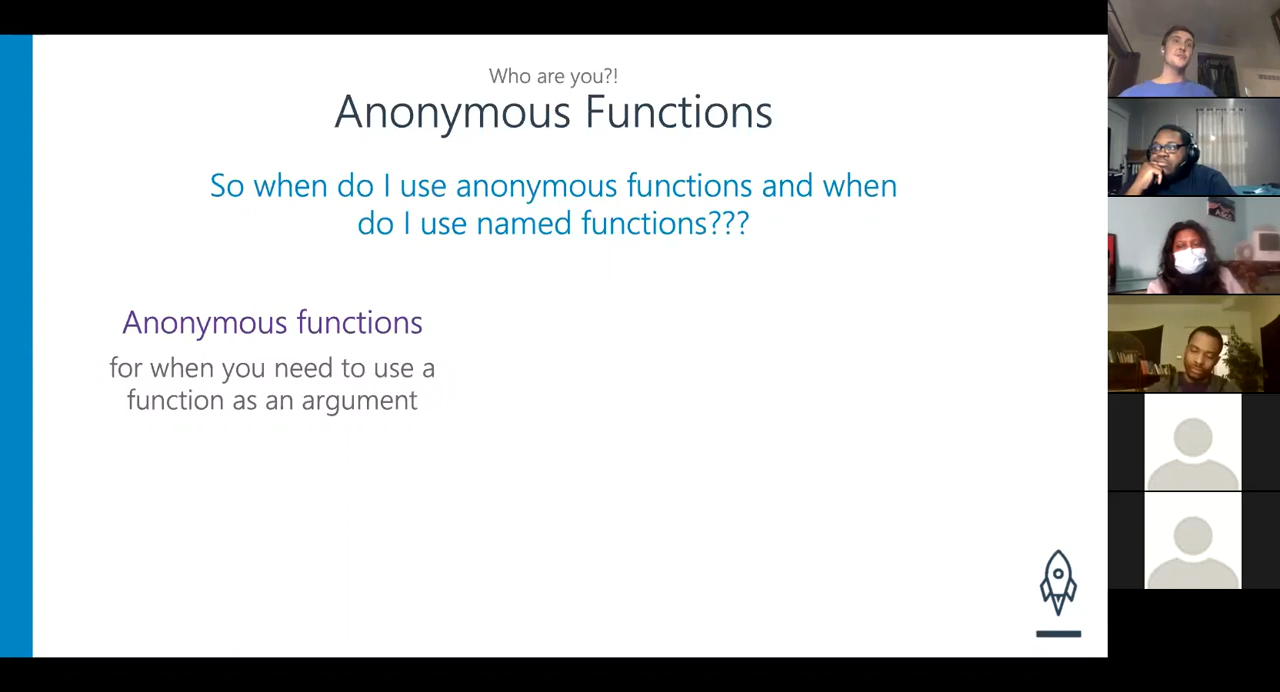 Who are you?!
Anonymous Functions
So when do I use anonymous functions and when
do I use named functions???
Anonymous functions
for when you need to use a
function as an argument